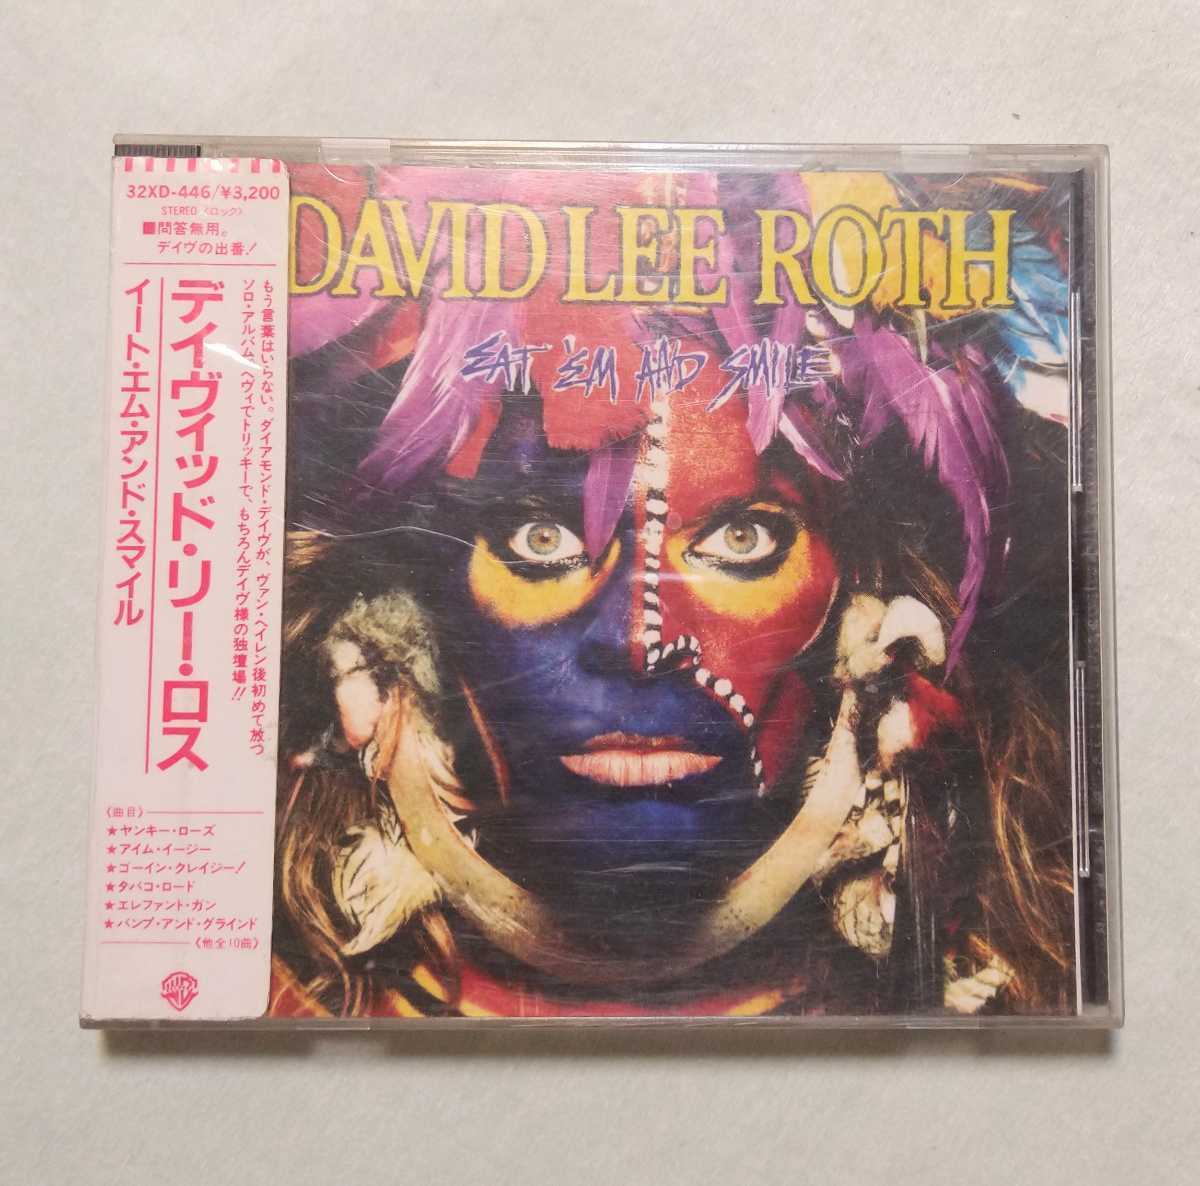 32XD-446/¥3,200
STEREO〈ロック〉
■問答無用。
デイヴの出番!
もう言葉はいらない。ダイアモンド・デイヴが、ヴァン・ヘイレン後初めて放つ
ソロ・アルバム。ヘヴィでトリッキーで、もちろんデイヴ様の独壇場!!
デイヴィッド・リー・ロス
イート・エム・アンド・スマイル
《曲目》
★ヤンキー・ローズ
★アイム・イージー
★ゴーイン・クレイジー!
★タバコ・ロード
★エレファント・ガン
★バンプ・アンド・グラインド
《他全10曲》
DAVID LEE ROTH
EAT 'EM AND SMILE